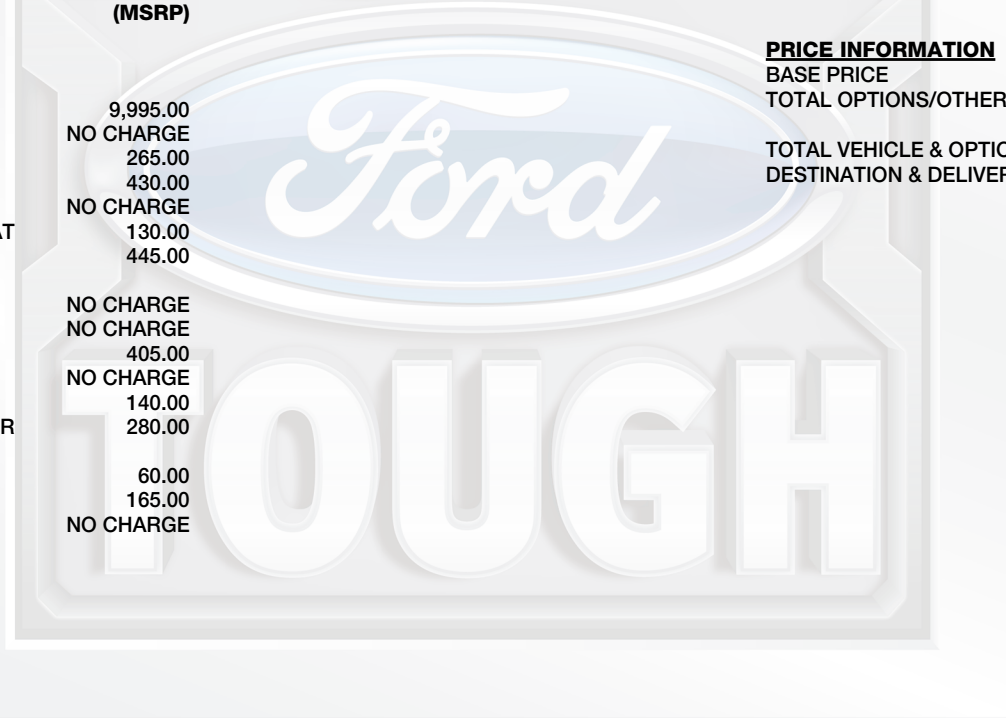 (MSRP)
9,995.00
NO CHARGE
265.00
430.00
NO CHARGE
AT 130.00
445.00
NO CHARGE
NO CHARGE
405.00
NO CHARGE
140.00
R 280.00
60.00
165.00
NO CHARGE
PRICE INFORMATION
BASE PRICE
TOTAL OPTIONS/OTHER
TOTAL VEHICLE & OPTIO
DESTINATION & DELIVER
Ford
TOUGH